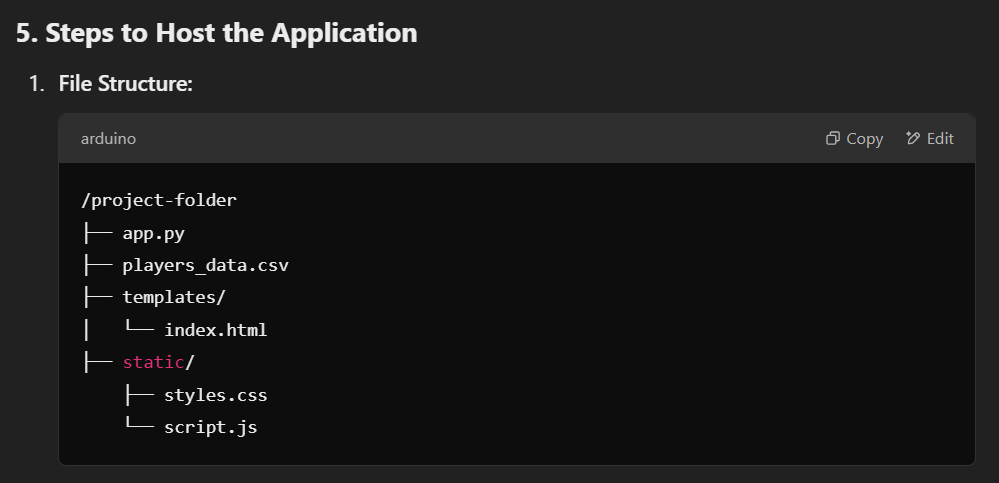 5. Steps to Host the Application
1. File Structure:
arduino
Copy Edit
/project-folder
├── app.py
├── players_data.csv
├── templates/
│   └── index.html
├── static/
    ├── styles.css
    └── script.js